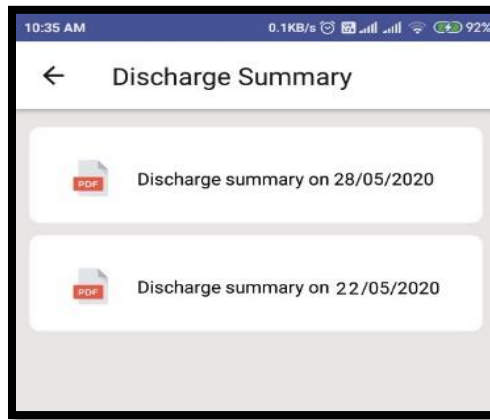 10:35 AM 0.1KB/s 92%
Discharge Summary
PDF Discharge summary on 28/05/2020
PDF Discharge summary on 22/05/2020